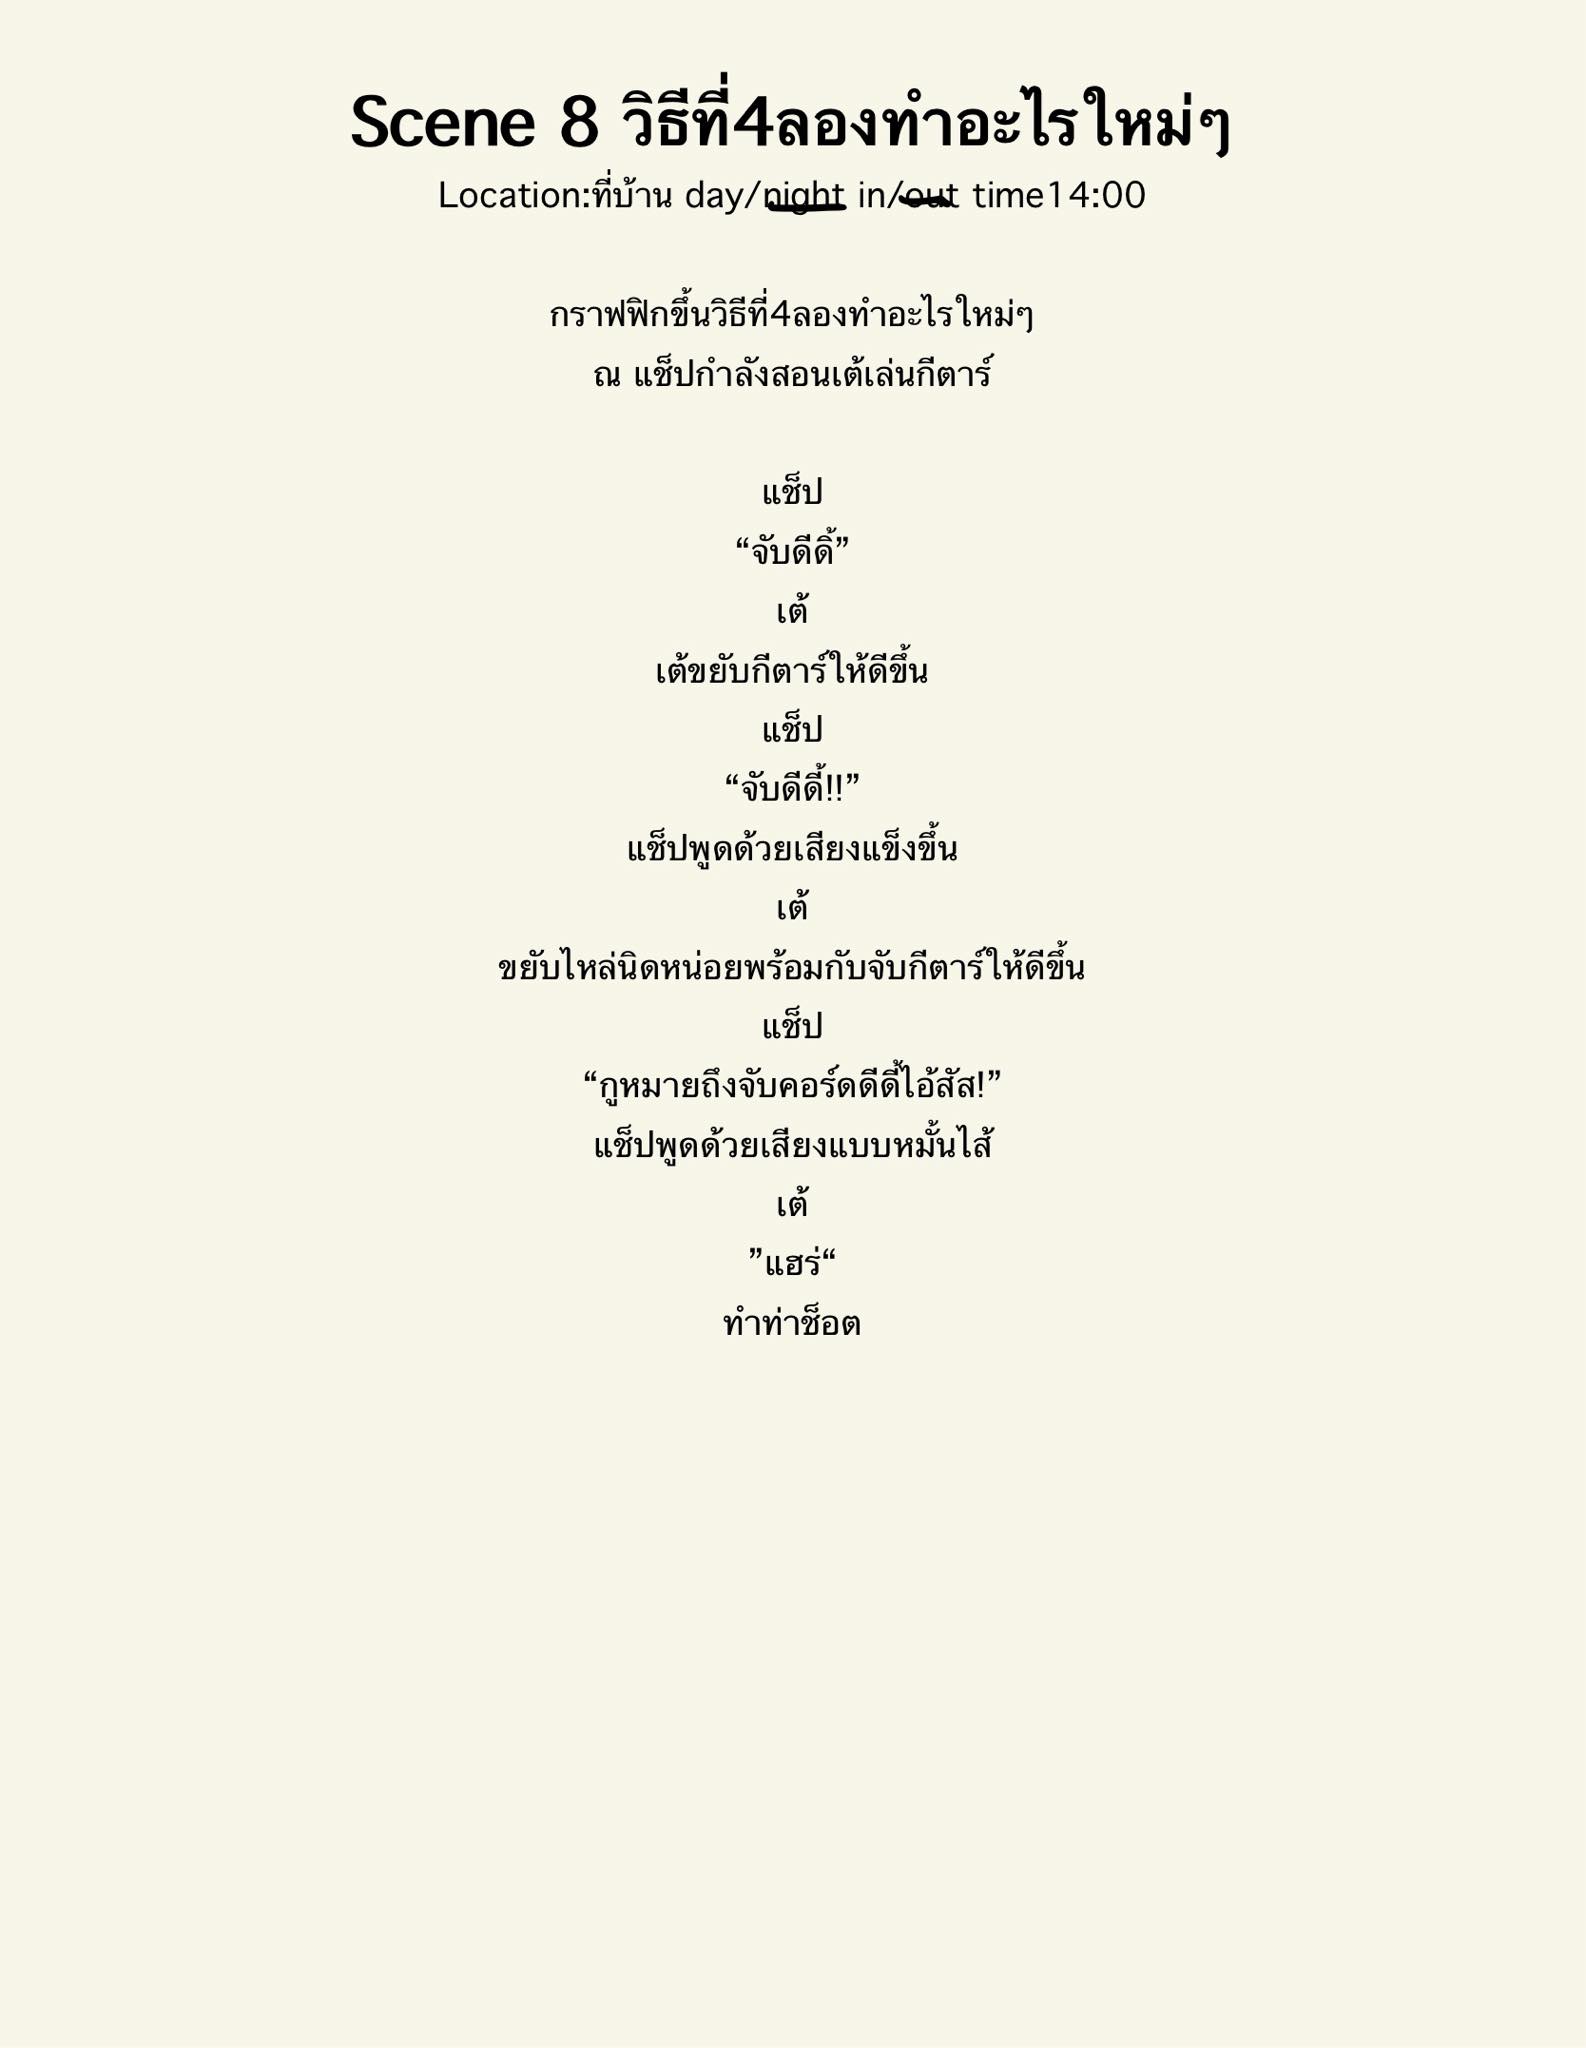 Scene 8 วิธีที่4ลองทำอะไรใหม่ๆ
Location:ที่บ้าน day/night in/out time14:00
กราฟฟิกขึ้นวิธีที่4ลองทำอะไรใหม่ๆ
ณ แช็ปกำลังสอนเต้เล่นกีตาร์
แช็ป
“จับดีดิ้”
เต้
เต้ขยับกีตาร์ให้ดีขึ้น
แช็ป
“จับดีดี้!!”
แช็ปพูดด้วยเสียงแข็งขึ้น
เต้
ขยับไหล่นิดหน่อยพร้อมกับจับกีตาร์ให้ดีขึ้น
แช็ป
“กูหมายถึงจับคอร์ดดีดี้ไอ้สัส!”
แช็ปพูดด้วยเสียงแบบหมั้นไส้
เต้
”แฮร่“
ทำท่าช็อต